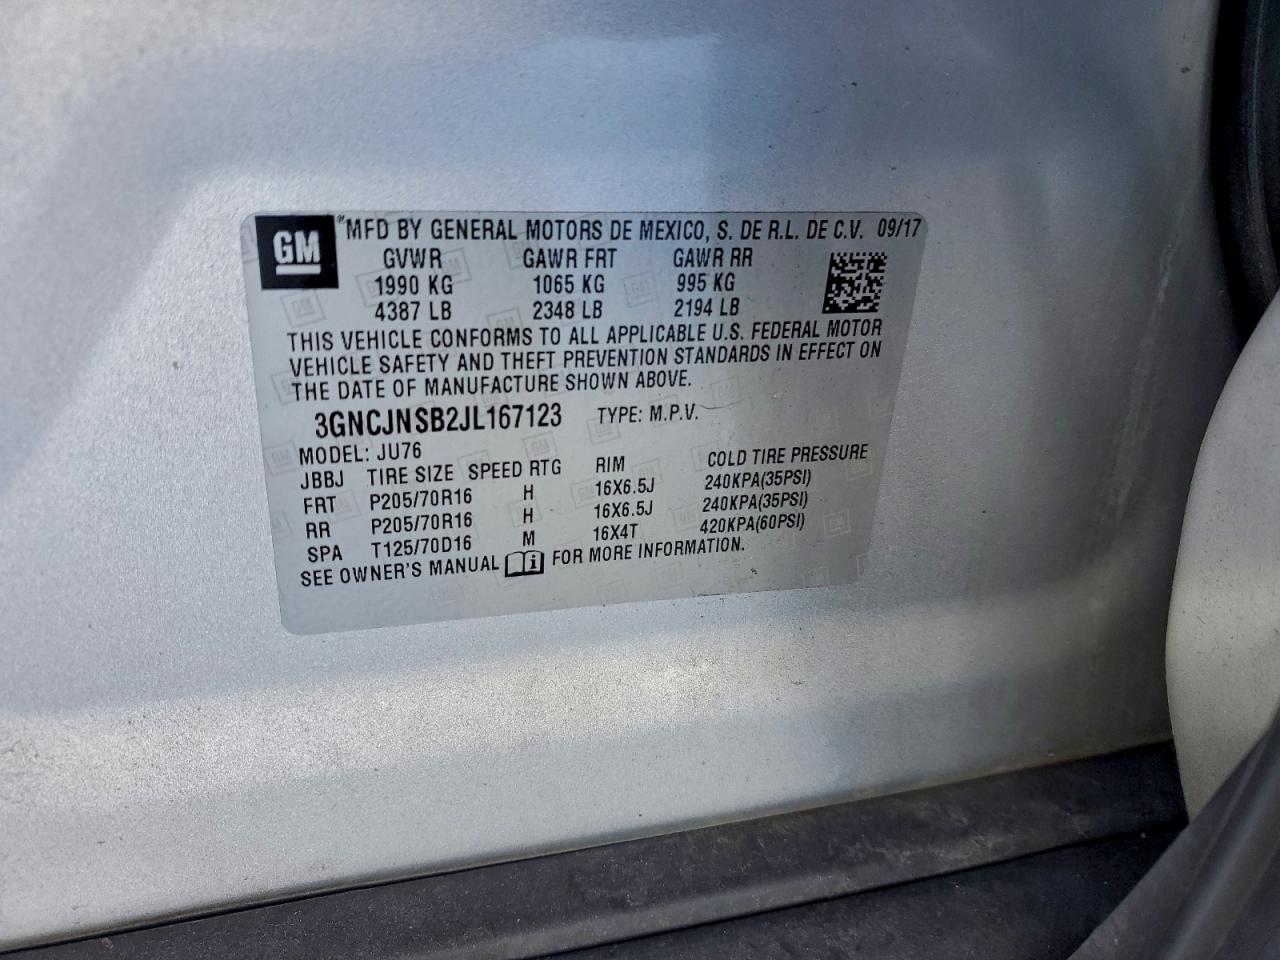 GM
MFD BY GENERAL MOTORS DE MEXICO, S. DE R.L. DE C.V. 09/17
GVWR GAWR FRT GAWR RR
1990 KG 1065 KG 995 KG
4387 LB 2348 LB 2194 LB
THIS VEHICLE CONFORMS TO ALL APPLICABLE U.S. FEDERAL MOTOR
VEHICLE SAFETY AND THEFT PREVENTION STANDARDS IN EFFECT ON
THE DATE OF MANUFACTURE SHOWN ABOVE.
3GNCJNSB2JL167123 TYPE: M.P.V.
MODEL: JU76
JBBJ TIRE SIZE SPEED RTG RIM COLD TIRE PRESSURE
FRT P205/70R16 H 16X6.5J 240KPA(35PSI)
RR P205/70R16 H 16X6.5J 240KPA(35PSI)
SPA T125/70D16 M 16X4T 420KPA(60PSI)
SEE OWNER'S MANUAL i FOR MORE INFORMATION.